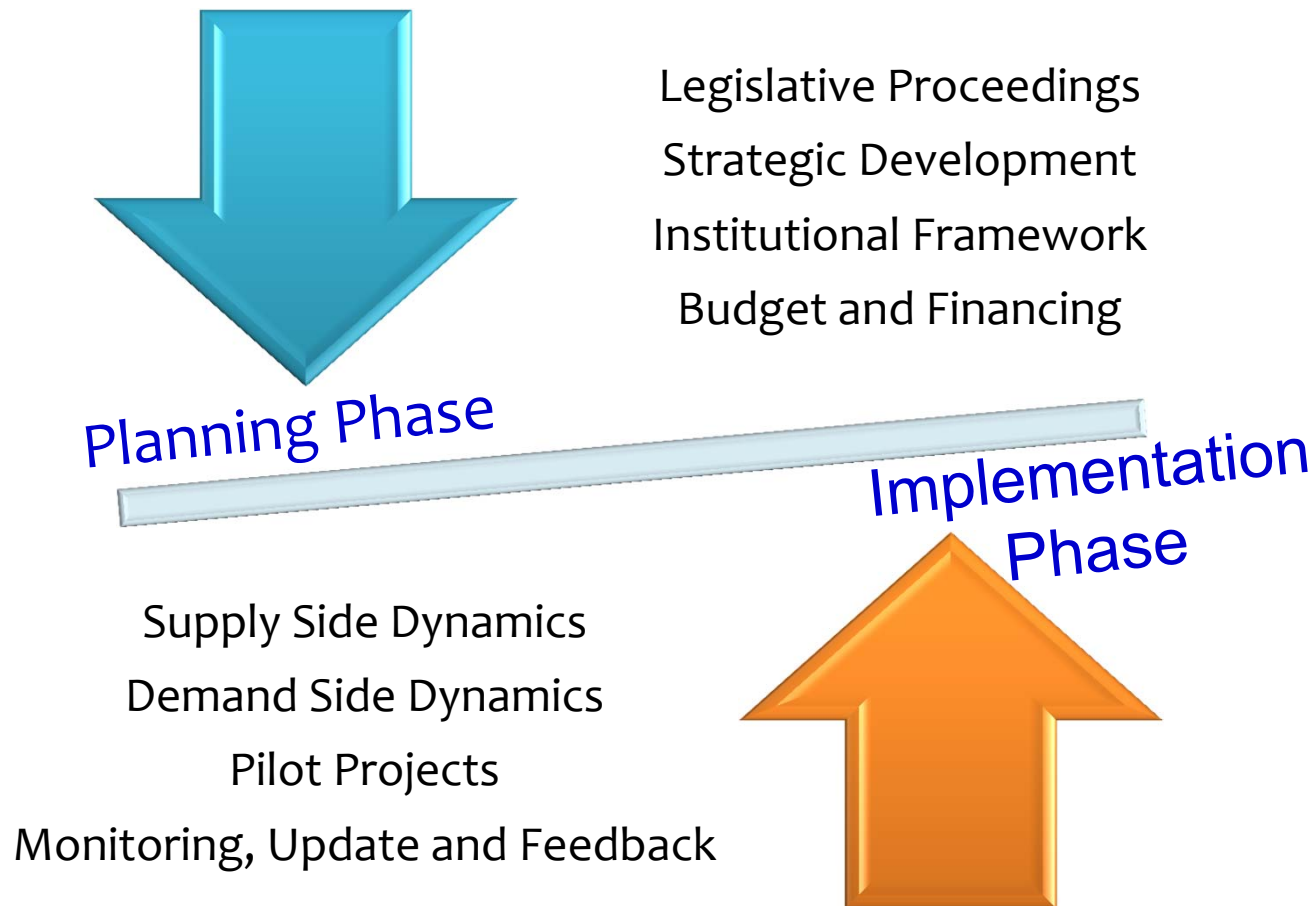 Legislative Proceedings
Strategic Development
Institutional Framework
Budget and Financing
Planning Phase
Implementation
Phase
Supply Side Dynamics
Demand Side Dynamics
Pilot Projects
Monitoring, Update and Feedback